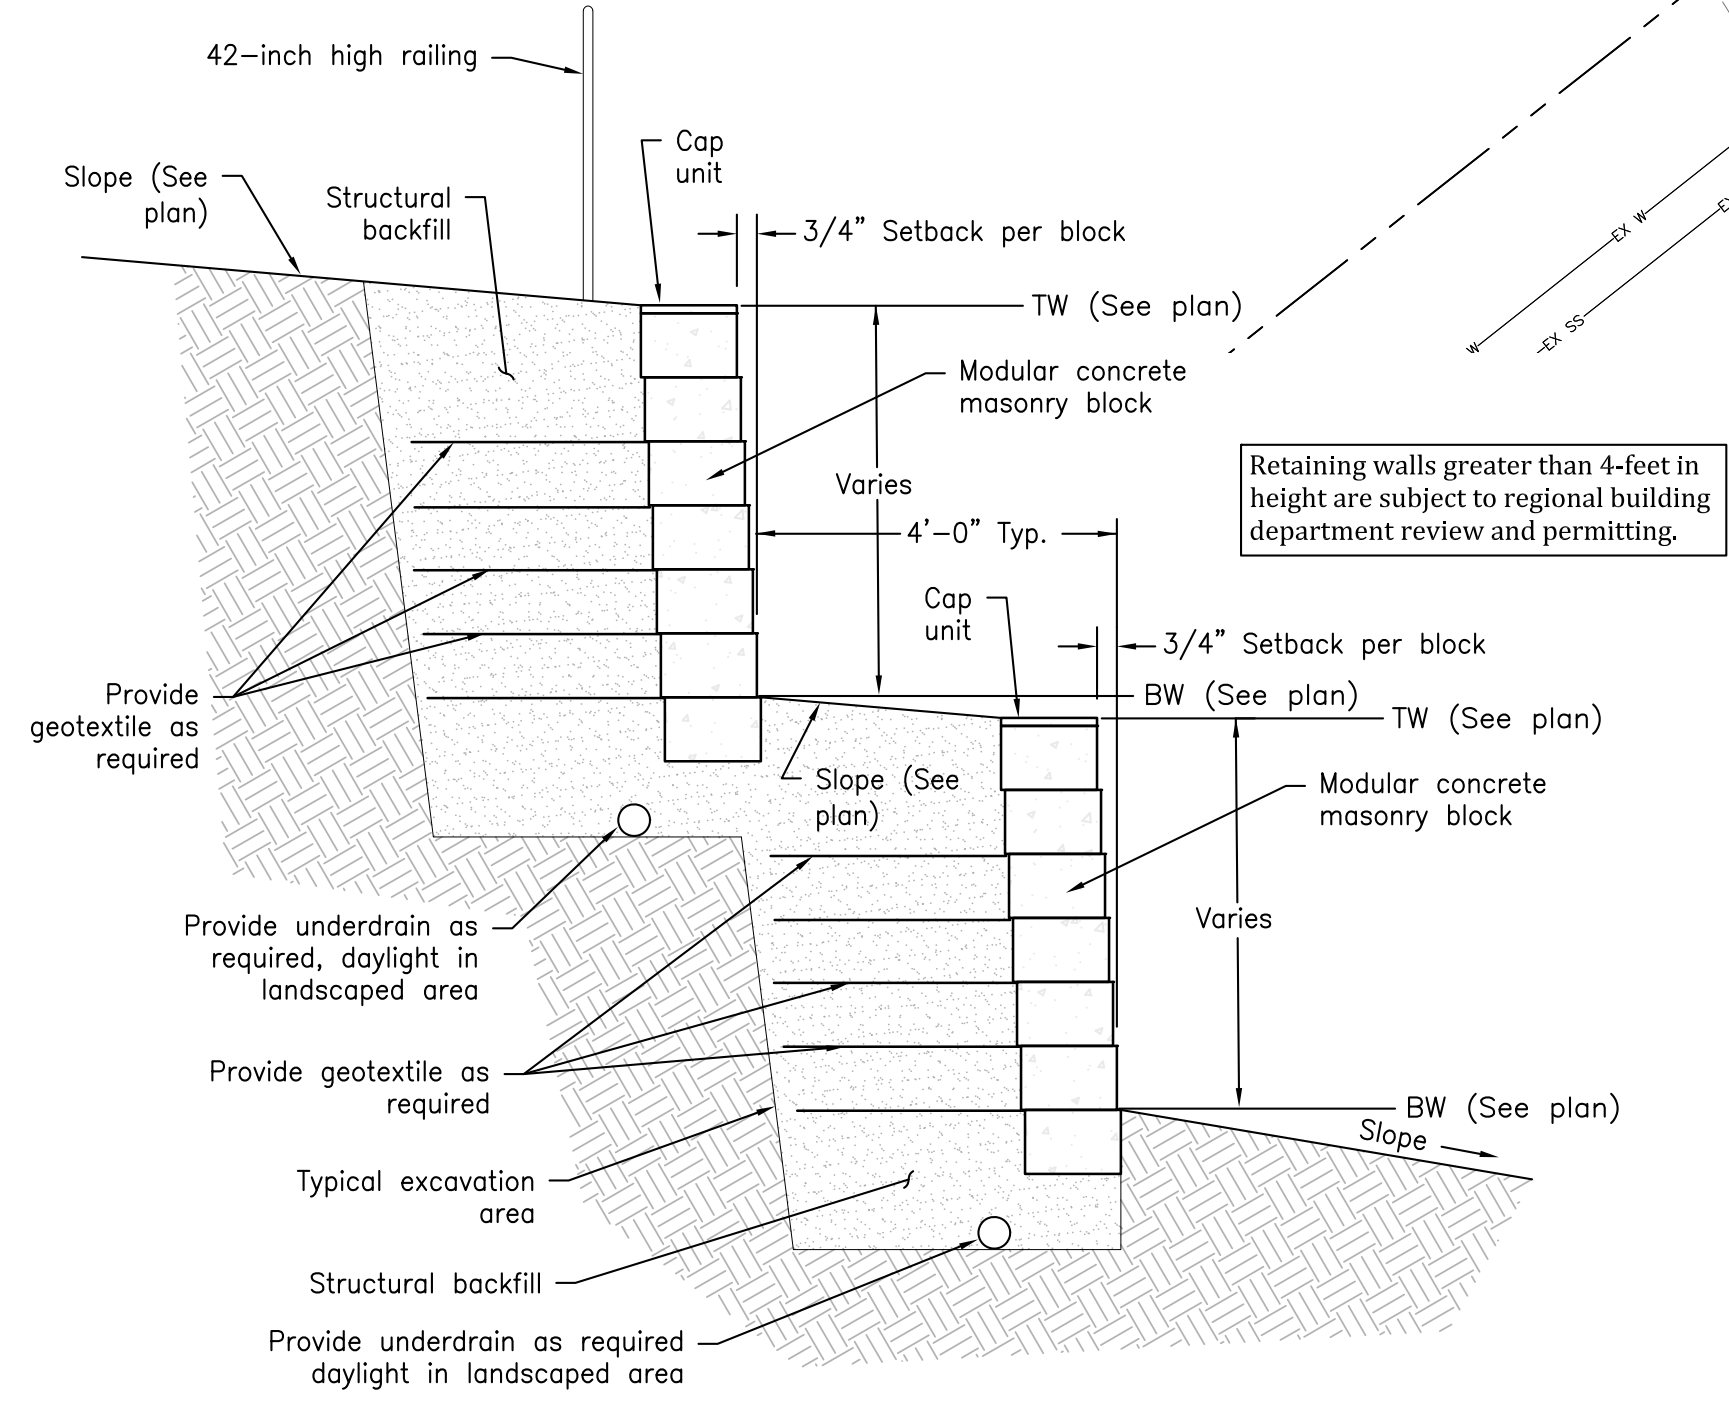 42-inch high railing
Cap
unit
Slope (See
plan)
Structural
backfill
3/4" Setback per block
TW (See plan)
EX W
W
EX SS
Modular concrete
masonry block
Varies
Retaining walls greater than 4-feet in
height are subject to regional building
department review and permitting.
4'-0" Typ.
Cap
unit
3/4" Setback per block
Provide
geotextile as
required
BW (See plan)
TW (See plan)
Slope (See
plan)
Modular concrete
masonry block
Provide underdrain as
required, daylight in
landscaped area
Varies
Provide geotextile as
required
BW (See plan)
Slope
Typical excavation
area
Structural backfill
Provide underdrain as required
daylight in landscaped area